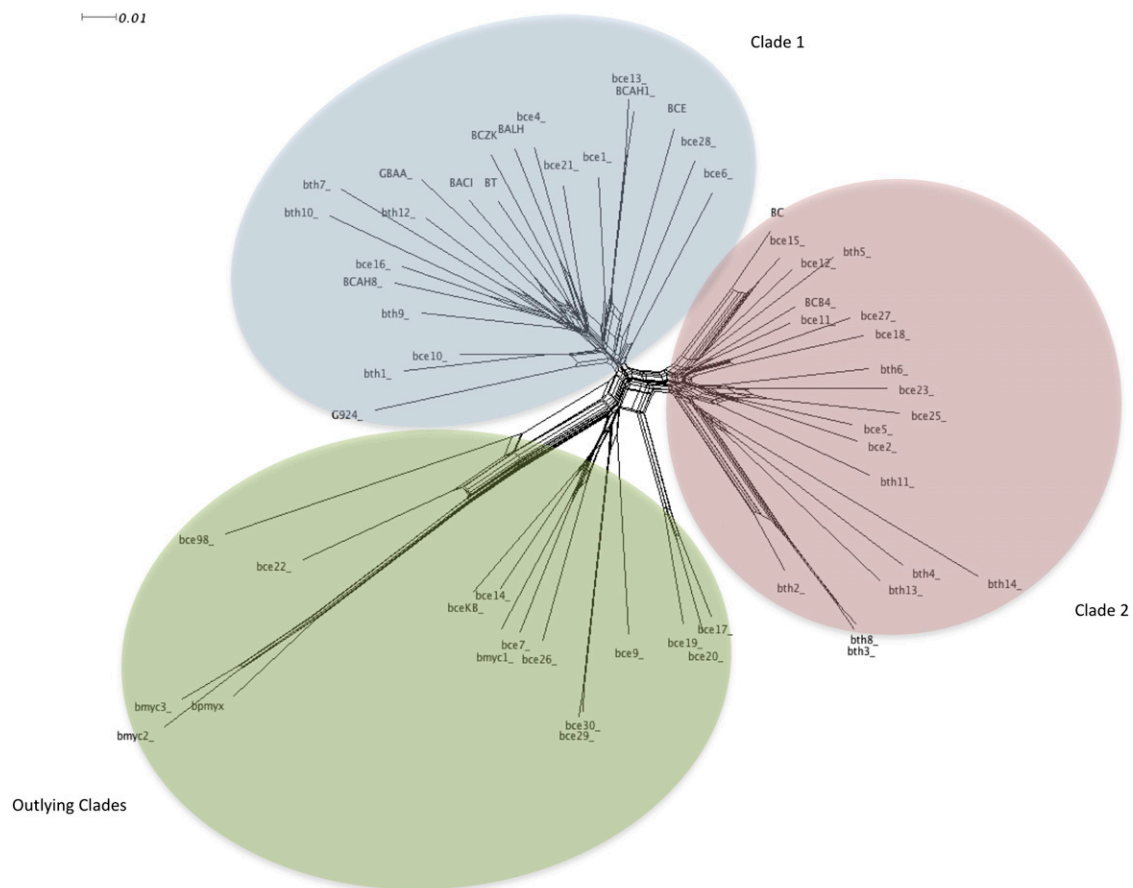 0.01
Clade 1
bce13_
BCAH1_
BCE
bce4_
BALH
BCZK
bce28_
bce1_
bce21_
bce6_
GBAA_
BACI
BT
bth7_
bth10_
bth12_
BC
bce15_
bth5_
bce12_
bce16_
BCAH8_
bth9_
BCB4_
bce11_
bce27_
bce18_
bce10_
bth1_
bth6_
bce23_
G924_
bce25_
bce5_
bce2_
bth11_
bce98_
bce22_
bth4_
bth13_
bth14_
bth2_
bce14_
bceKB_
Clade 2
bce17_
bce19_
bce20_
bth8_
bth3_
bce7_
bmyc1_
bce26_
bce9_
bmyc3_
bpmyx
bmyc2_
bce30_
bce29_
Outlying Clades